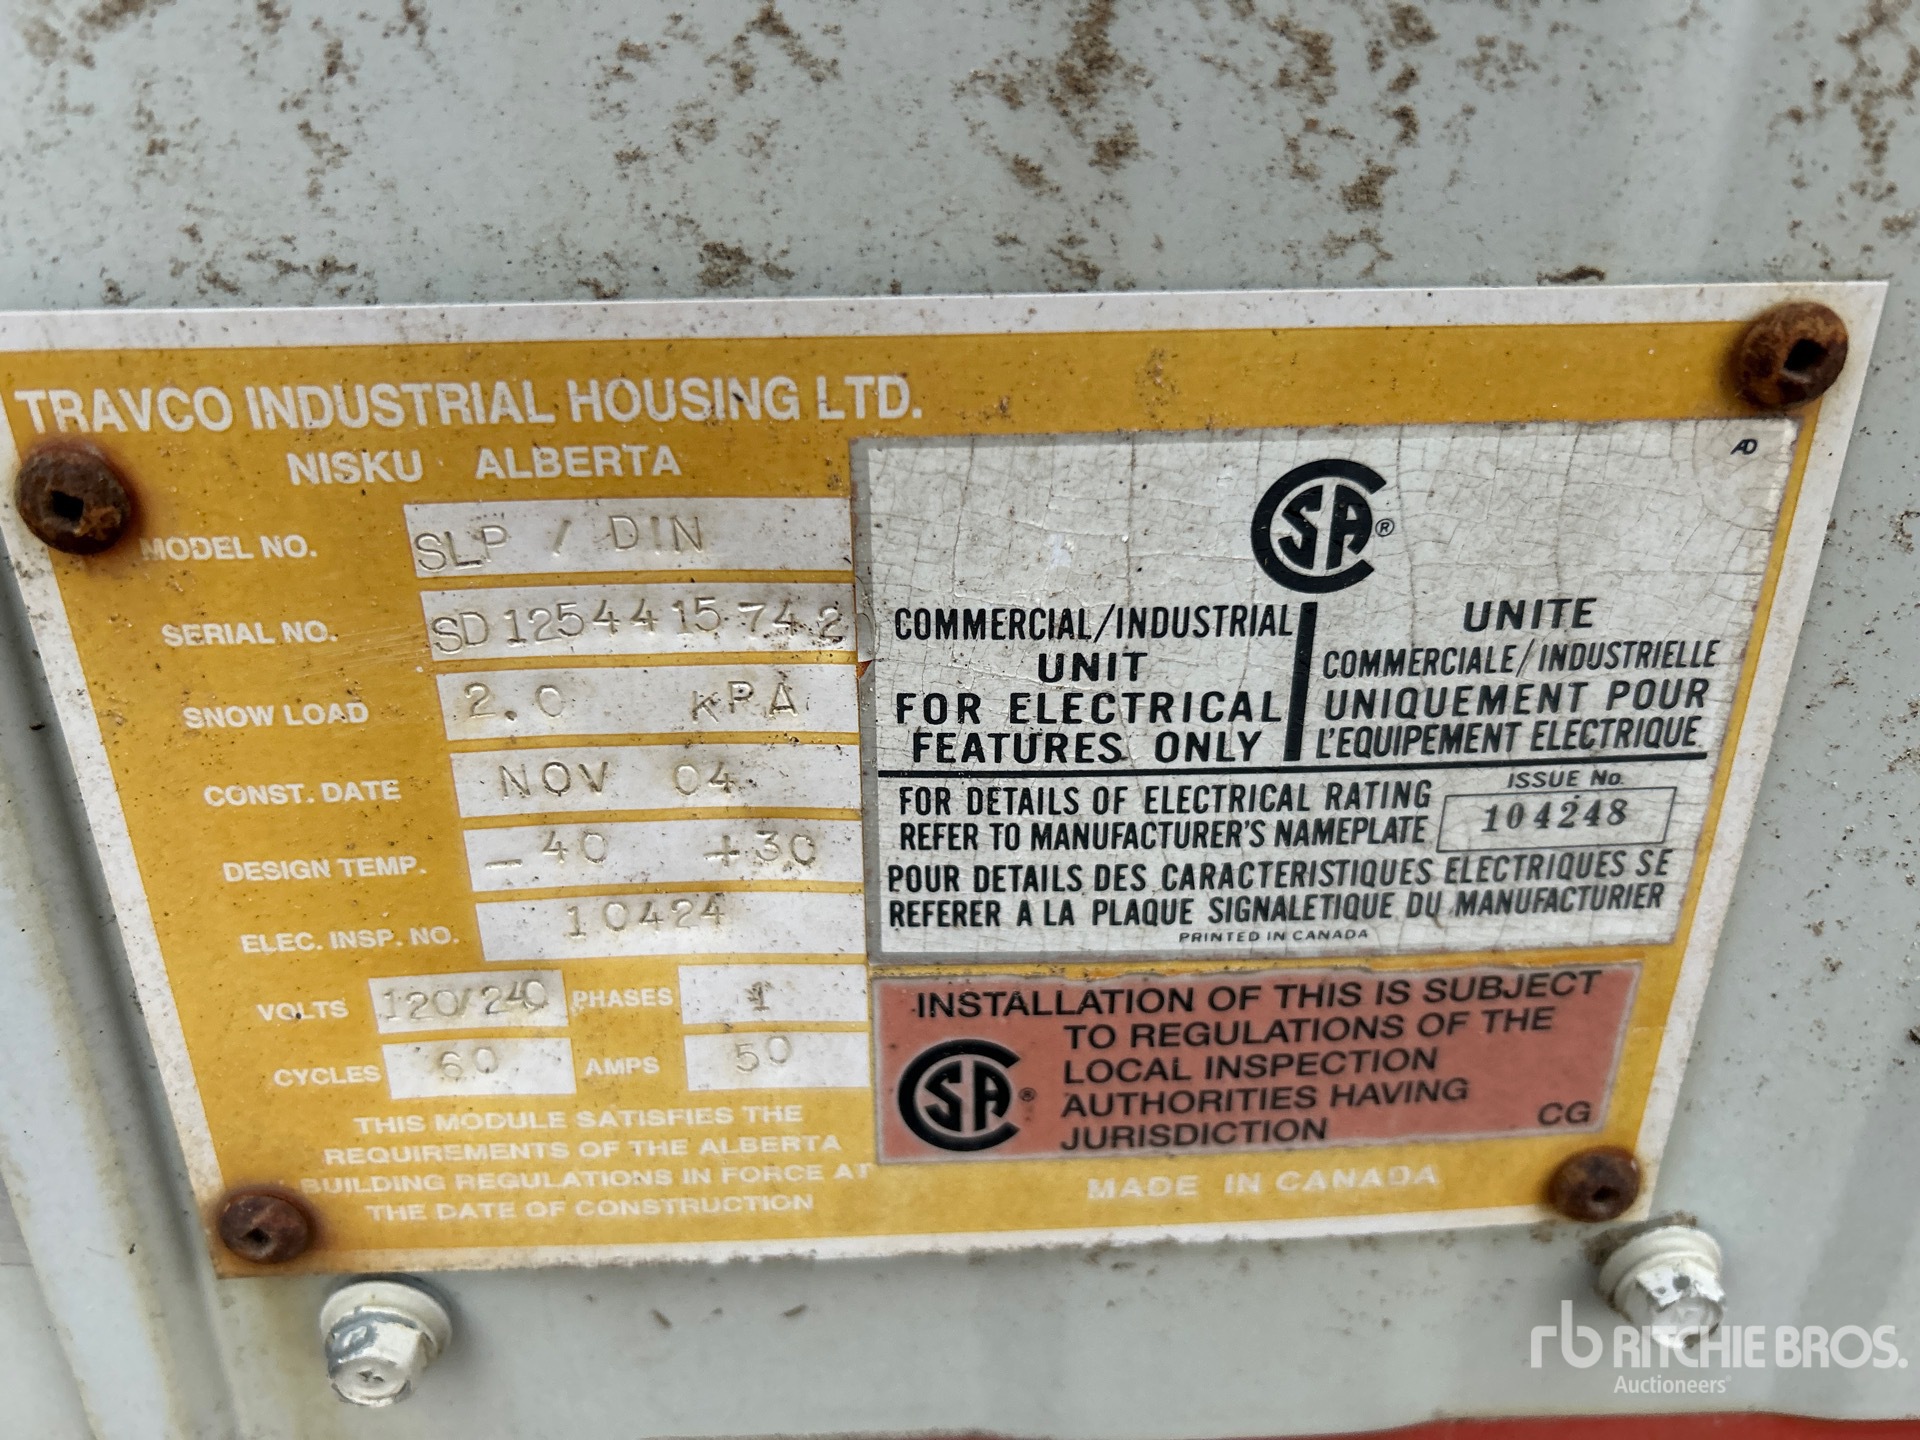 TRAVCO INDUSTRIAL HOUSING LTD.
NISKU ALBERTA
MODEL NO. SLP / DIN
SERIAL NO. SD125441574 2
SNOW LOAD 2.0 KPA
CONST. DATE NOV 04
DESIGN TEMP. -40 +30
ELEC. INSP. NO. 10424
VOLTS 120/240 PHASES 1
CYCLES 60 AMPS 50
THIS MODULE SATISFIES THE
REQUIREMENTS OF THE ALBERTA
BUILDING REGULATIONS IN FORCE AT
THE DATE OF CONSTRUCTION
AD
CSA®
COMMERCIAL/INDUSTRIAL
UNIT
FOR ELECTRICAL
FEATURES ONLY
UNITE
COMMERCIALE/INDUSTRIELLE
UNIQUEMENT POUR
L'EQUIPEMENT ELECTRIQUE
FOR DETAILS OF ELECTRICAL RATING
REFER TO MANUFACTURER'S NAMEPLATE
ISSUE No.
104248
POUR DETAILS DES CARACTERISTIQUES ELECTRIQUES SE
REFERER A LA PLAQUE SIGNALETIQUE DU MANUFACTURIER
PRINTED IN CANADA
INSTALLATION OF THIS IS SUBJECT
TO REGULATIONS OF THE
LOCAL INSPECTION
AUTHORITIES HAVING
JURISDICTION
CSA®
CG
MADE IN CANADA
rb RITCHIE BROS.
Auctioneers